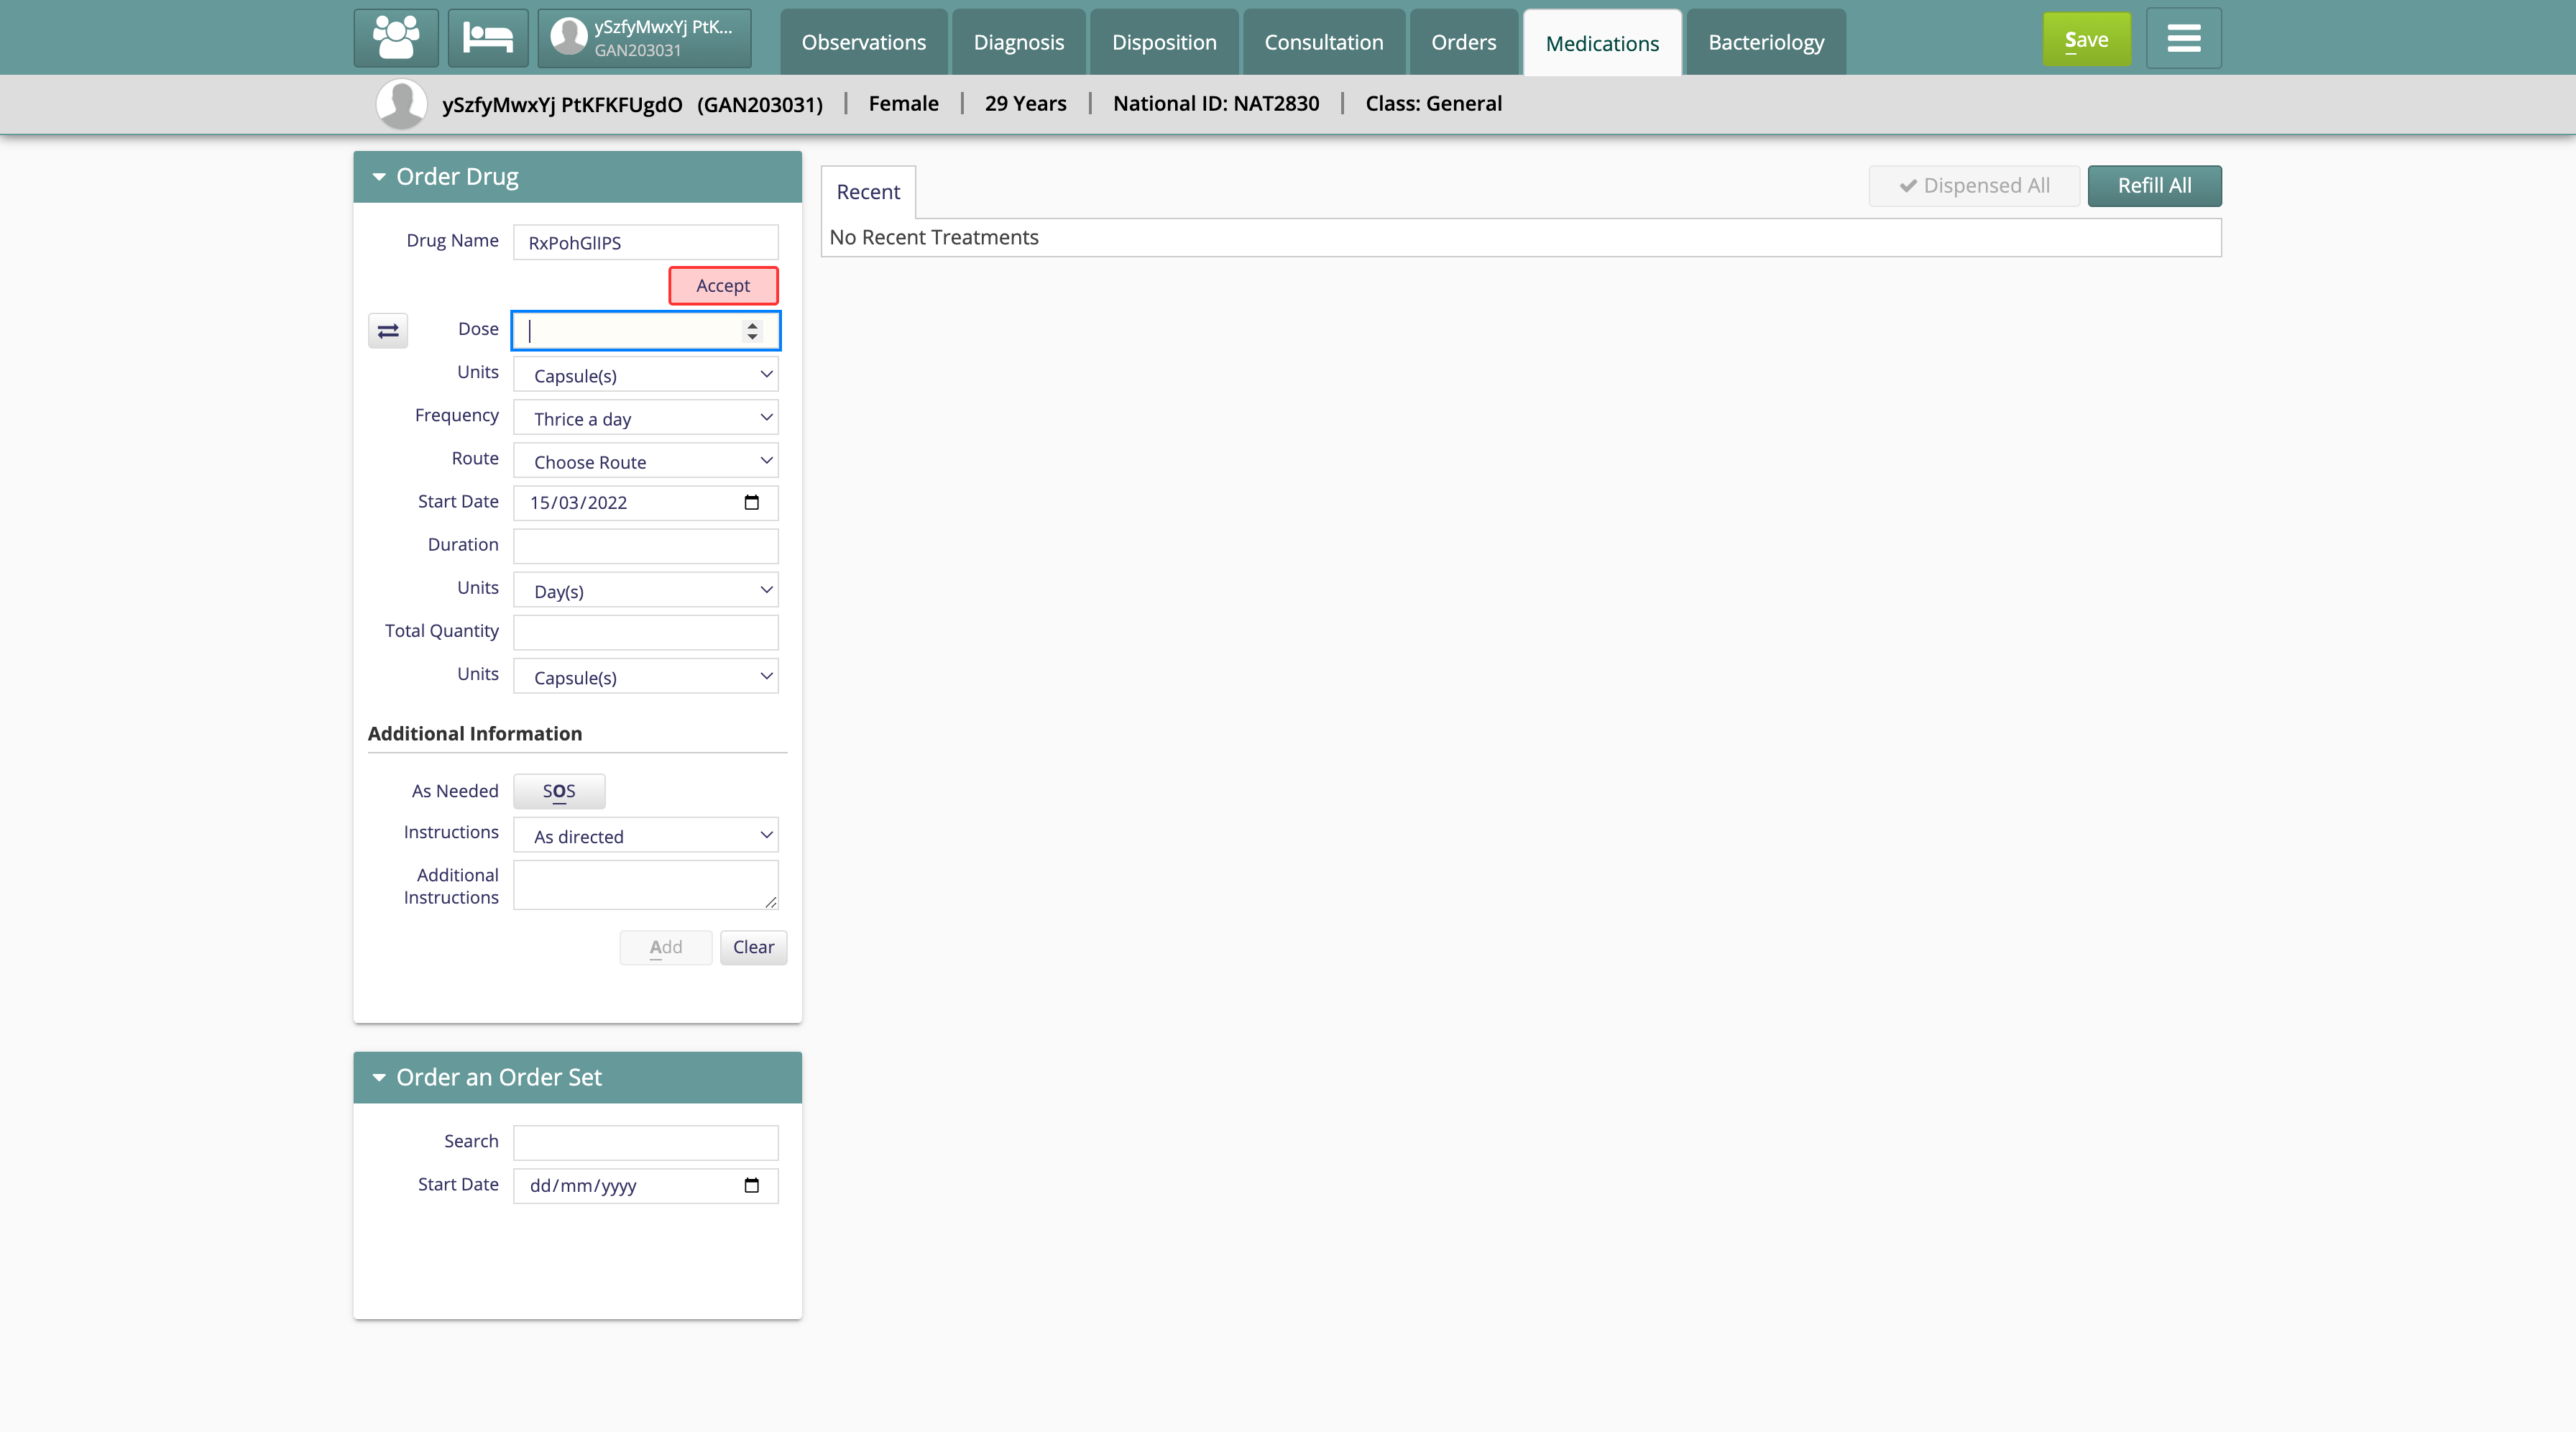 ySzfyMwxYj PtK...
GAN203031
Observations
Diagnosis
Disposition
Consultation
Orders
Medications
Bacteriology
Save
ySzfyMwxYj PtKFKFUgdO (GAN203031) | Female | 29 Years | National ID: NAT2830 | Class: General
Order Drug
Drug Name RxPohGlIPS
Accept
Dose
Units Capsule(s)
Frequency Thrice a day
Route Choose Route
Start Date 15/03/2022
Duration
Units Day(s)
Total Quantity
Units Capsule(s)
Additional Information
As Needed SOS
Instructions As directed
Additional
Instructions
Add Clear
Order an Order Set
Search
Start Date dd/mm/yyyy
Recent
Dispensed All
Refill All
No Recent Treatments